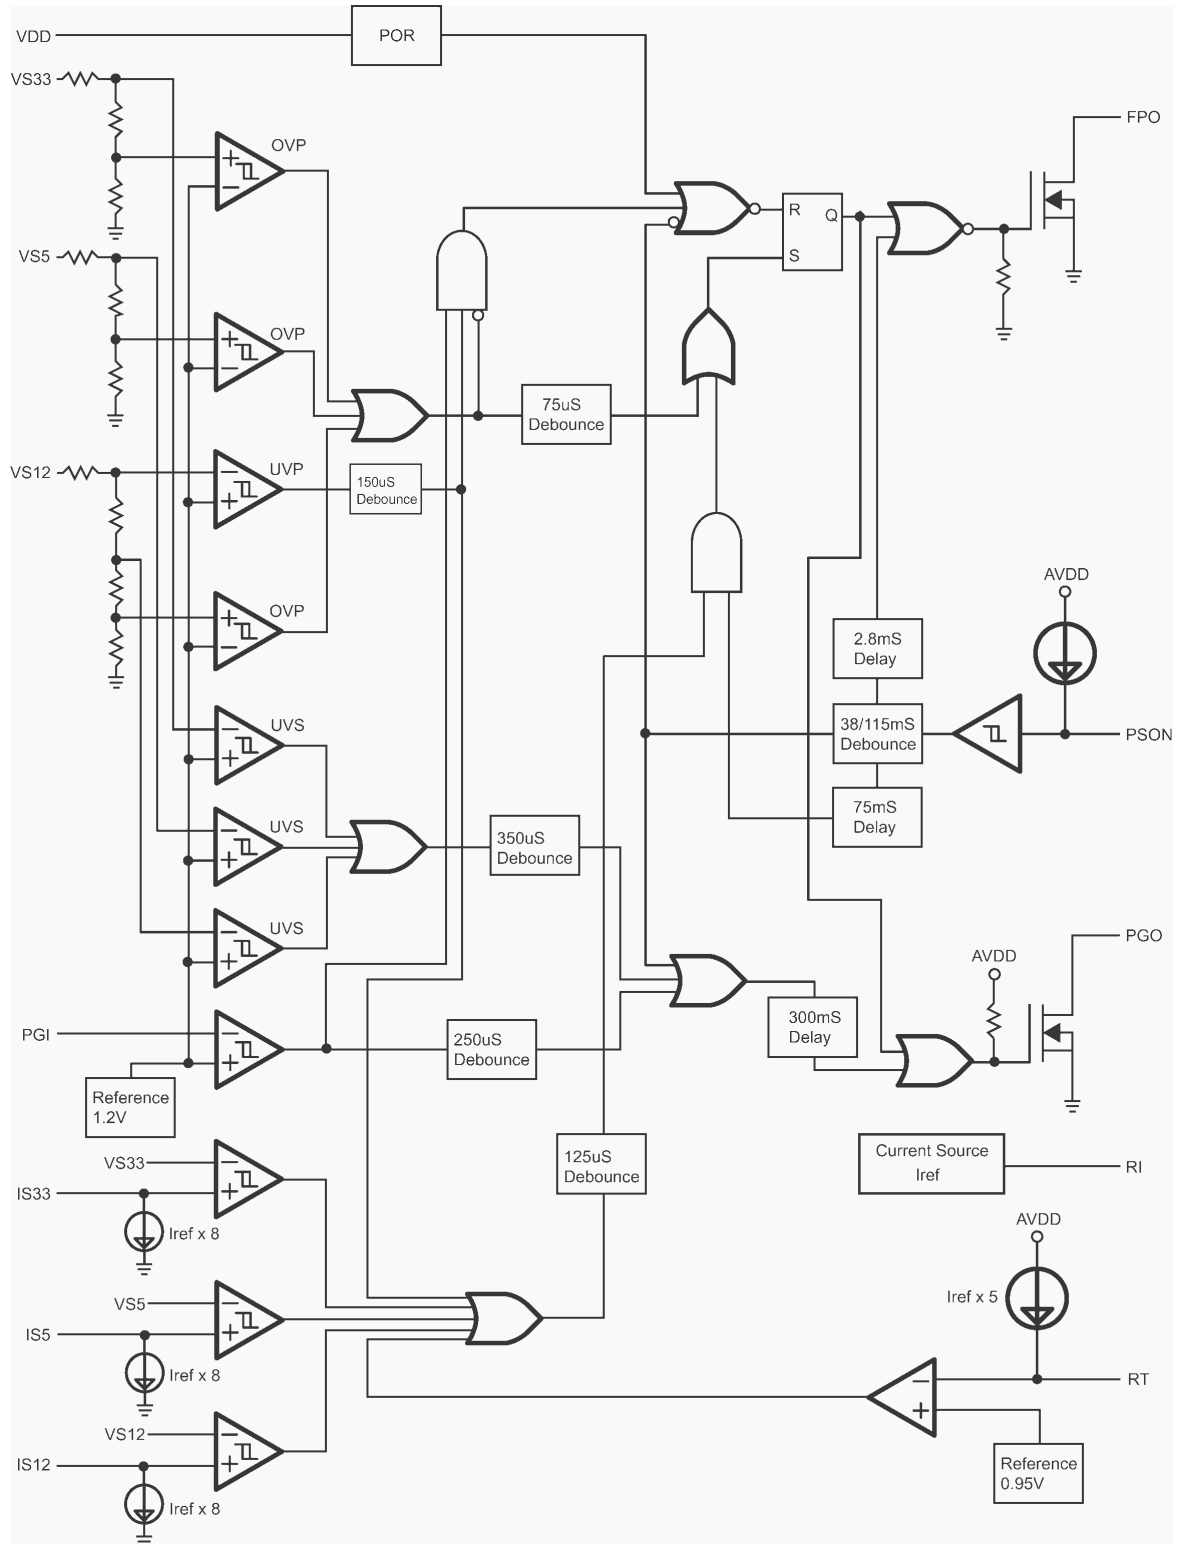 VDD
POR
VS33
FPO
OVP
+
−
R
Q
S
VS5
OVP
+
−
75uS
Debounce
VS12
UVP
−
+
150uS
Debounce
AVDD
OVP
+
−
2.8mS
Delay
UVS
−
+
38/115mS
Debounce
PSON
75mS
Delay
UVS
−
+
350uS
Debounce
UVS
−
+
PGO
AVDD
PGI
−
+
250uS
Debounce
300mS
Delay
Reference
1.2V
125uS
Debounce
Current Source
Iref
RI
VS33
−
IS33
+
Iref x 8
AVDD
VS5
−
IS5
+
Iref x 8
Iref x 5
RT
−
+
VS12
−
IS12
+
Iref x 8
Reference
0.95V